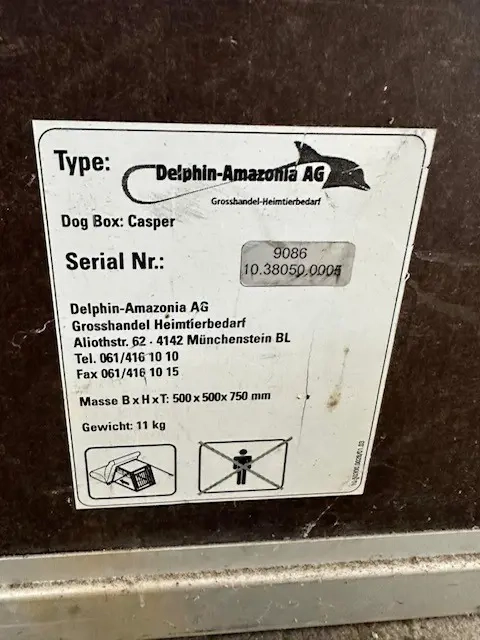 Type:
Delphin-Amazonia AG
Grosshandel-Heimtierbedarf
Dog Box: Casper
Serial Nr.:
9086
10.38050.0005
Delphin-Amazonia AG
Grosshandel Heimtierbedarf
Aliothstr. 62 - 4142 Münchenstein BL
Tel. 061/416 10 10
Fax 061/416 10 15
Masse B x H x T: 500 x 500 x 750 mm
Gewicht: 11 kg